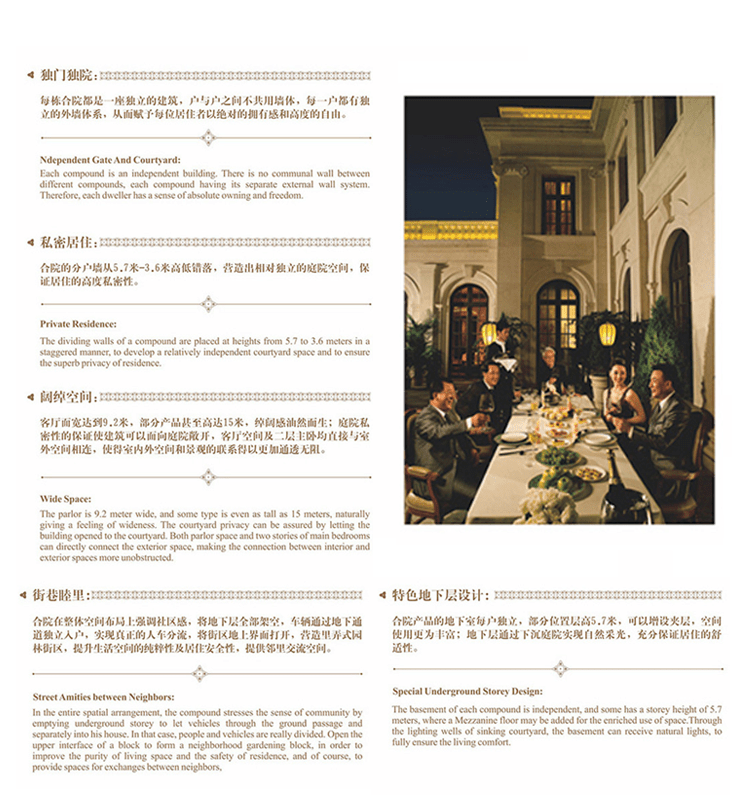 独门独院:
每栋合院都是一座独立的建筑，户与户之间不共用墙体，每一户都有独
立的外墙体系，从而赋予每位居住者以绝对的拥有感和高度的自由。
Ndependent Gate And Courtyard:
Each compound is an independent building. There is no communal wall between
different compounds, each compound having its separate external wall system.
Therefore, each dweller has a sense of absolute owning and freedom.
私密居住:
合院的分户墙从5.7米-3.6米高低错落，营造出相对独立的庭院空间，保
证居住的高度私密性。
Private Residence:
The dividing walls of a compound are placed at heights from 5.7 to 3.6 meters in a
staggered manner, to develop a relatively independent courtyard space and to ensure
the superb privacy of residence.
阔绰空间:
客厅面宽达到9.2米，部分产品甚至高达15米，绰阔感油然而生；庭院私
密性的保证使建筑可以面向庭院敞开，客厅空间及二层主卧均直接与室
外空间相连，使得室内外空间和景观的联系得以更加通透无阻。
Wide Space:
The parlor is 9.2 meter wide, and some type is even as tall as 15 meters, naturally
giving a feeling of wideness. The courtyard privacy can be assured by letting the
building opened to the courtyard. Both parlor space and two stories of main bedrooms
can directly connect the exterior space, making the connection between interior and
exterior spaces more unobstructed.
街巷睦里:
合院在整体空间布局上强调社区感，将地下层全部架空，车辆通过地下通
道独立入户，实现真正的人车分流，将街区地上界面打开，营造里弄式园
林街区，提升生活空间的纯粹性及居住安全性，提供邻里交流空间。
Street Amities between Neighbors:
In the entire spatial arrangement, the compound stresses the sense of community by
emptying underground storey to let vehicles through the ground passage and
separately into his house. In that case, people and vehicles are really divided. Open the
upper interface of a block to form a neighborhood gardening block, in order to
improve the purity of living space and the safety of residence, and of course, to
provide spaces for exchanges between neighbors,
特色地下层设计:
合院产品的地下室每户独立，部分位置层高5.7米，可以增设夹层，空间
使用更为丰富；地下层通过下沉庭院实现自然采光，充分保证居住的舒
适性。
Special Underground Storey Design:
The basement of each compound is independent, and some has a storey height of 5.7
meters, where a Mezzanine floor may be added for the enriched use of space.Through
the lighting wells of sinking courtyard, the basement can receive natural lights, to
fully ensure the living comfort.